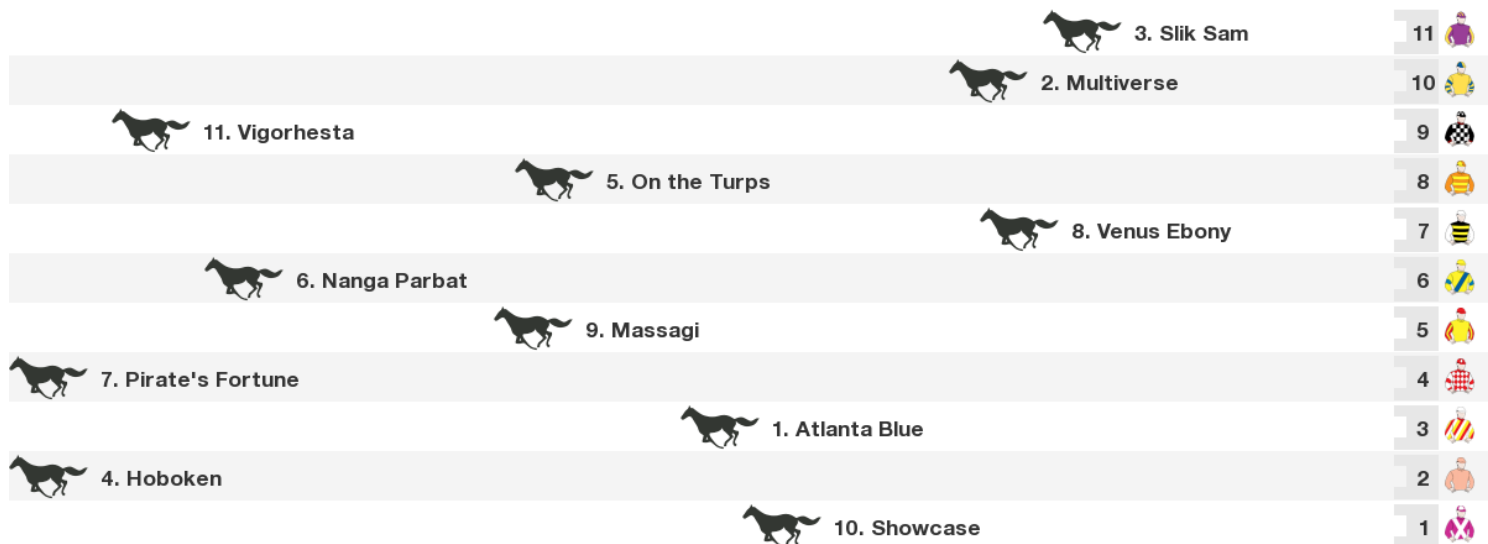 3. Slik Sam 11
2. Multiverse 10
11. Vigorhesta 9
5. On the Turps 8
8. Venus Ebony 7
6. Nanga Parbat 6
9. Massagi 5
7. Pirate's Fortune 4
1. Atlanta Blue 3
4. Hoboken 2
10. Showcase 1